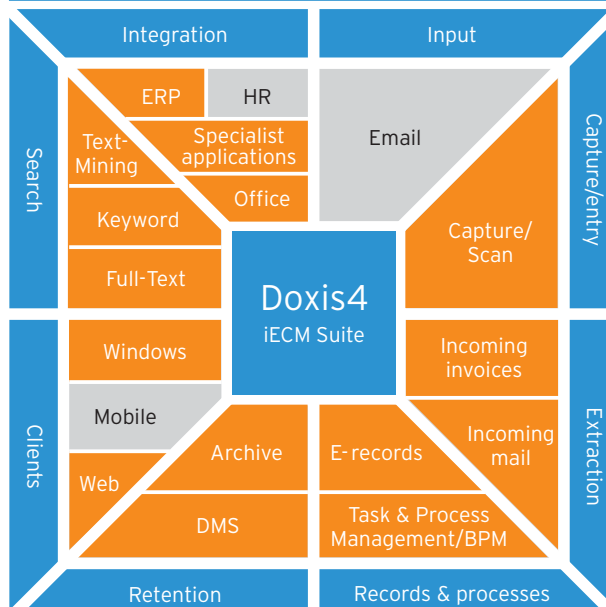 Integration
Input
ERP
HR
Email
Specialist
applications
Text-
Mining
Office
Search
Capture/entry
Keyword
Capture/
Scan
Full-Text
Doxis4
iECM Suite
Windows
Incoming
invoices
Mobile
Clients
Extraction
Archive
E-records
Incoming
mail
Web
DMS
Task & Process
Management/BPM
Retention
Records & processes